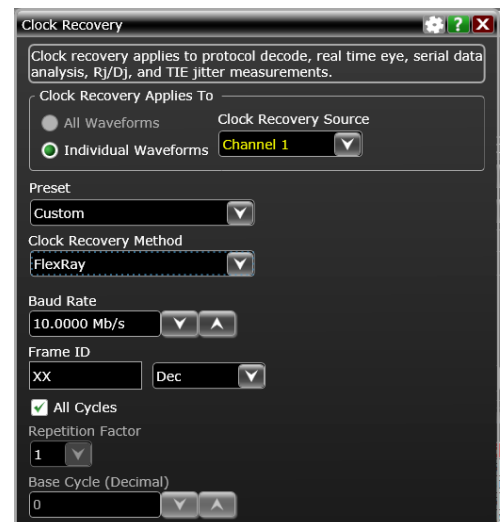 Clock Recovery
?
X
Clock recovery applies to protocol decode, real time eye, serial data
analysis, Rj/Dj, and TIE jitter measurements.
Clock Recovery Applies To
All Waveforms
Clock Recovery Source
Individual Waveforms
Channel 1
Preset
Custom
Clock Recovery Method
FlexRay
Baud Rate
10.0000 Mb/s
Frame ID
XX
Dec
All Cycles
Repetition Factor
1
Base Cycle (Decimal)
0